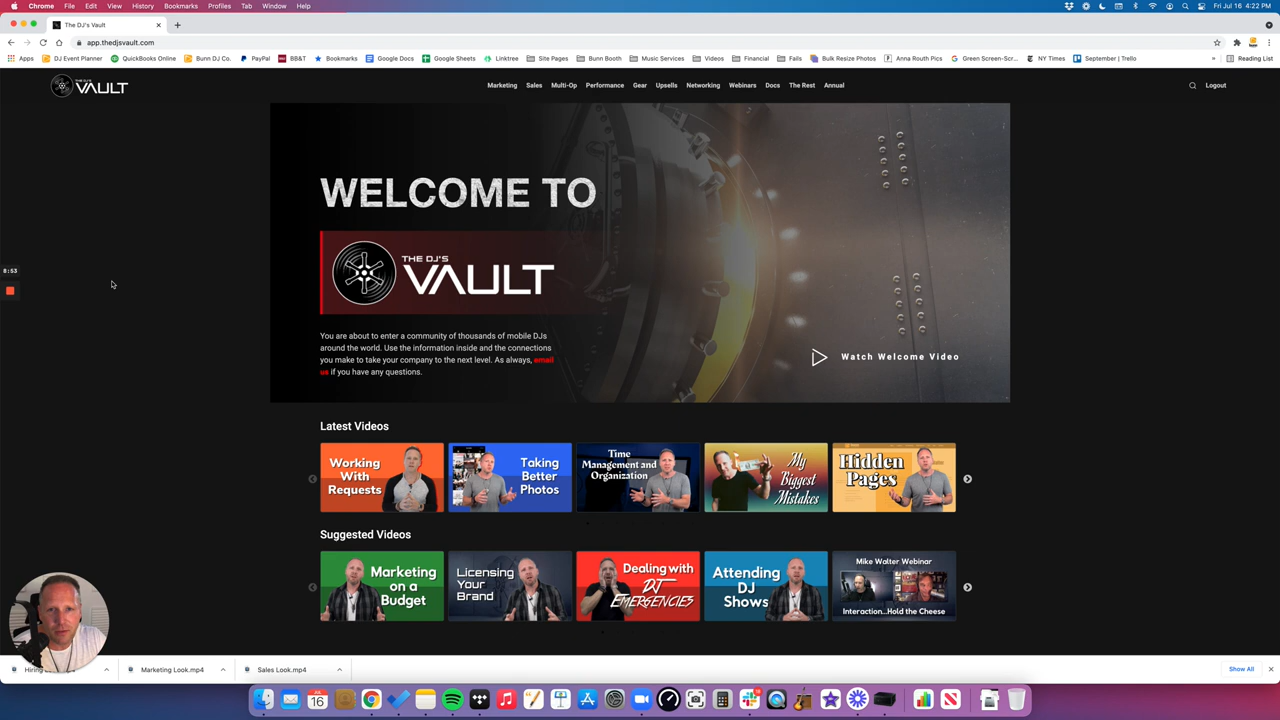 Chrome File Edit View History Bookmarks Profiles Tab Window Help
Fri Jul 16 4:22 PM
The DJ's Vault
app.thedjsvault.com
Apps DJ Event Planner QuickBooks Online Bunn DJ Co. PayPal BB&T Bookmarks Google Docs Google Sheets Linktree Site Pages Bunn Booth Music Services Videos Financial Fails Bulk Resize Photos Anna Routh Pics Green Screen-Scr... NY Times September | Trello » Reading List
THE DJ'S
VAULT
Marketing Sales Multi-Op Performance Gear Upsells Networking Webinars Docs The Rest Annual
Logout
WELCOME TO
THE DJ'S
VAULT
You are about to enter a community of thousands of mobile DJs
around the world. Use the information inside and the connections
you make to take your company to the next level. As always, email
us if you have any questions.
Watch Welcome Video
8:53
Latest Videos
Working
With
Requests
Taking
Better
Photos
Time
Management and
Organization
My
Biggest
Mistakes
Hidden
Pages
Suggested Videos
Marketing
on a
Budget
Licensing
Your
Brand
Dealing with
DJ
EMERGENCIES
Attending
DJ
Shows
Mike Walter Webinar
Interaction...Hold the Cheese
Marketing Look.mp4
Sales Look.mp4
Show All
JUL
16